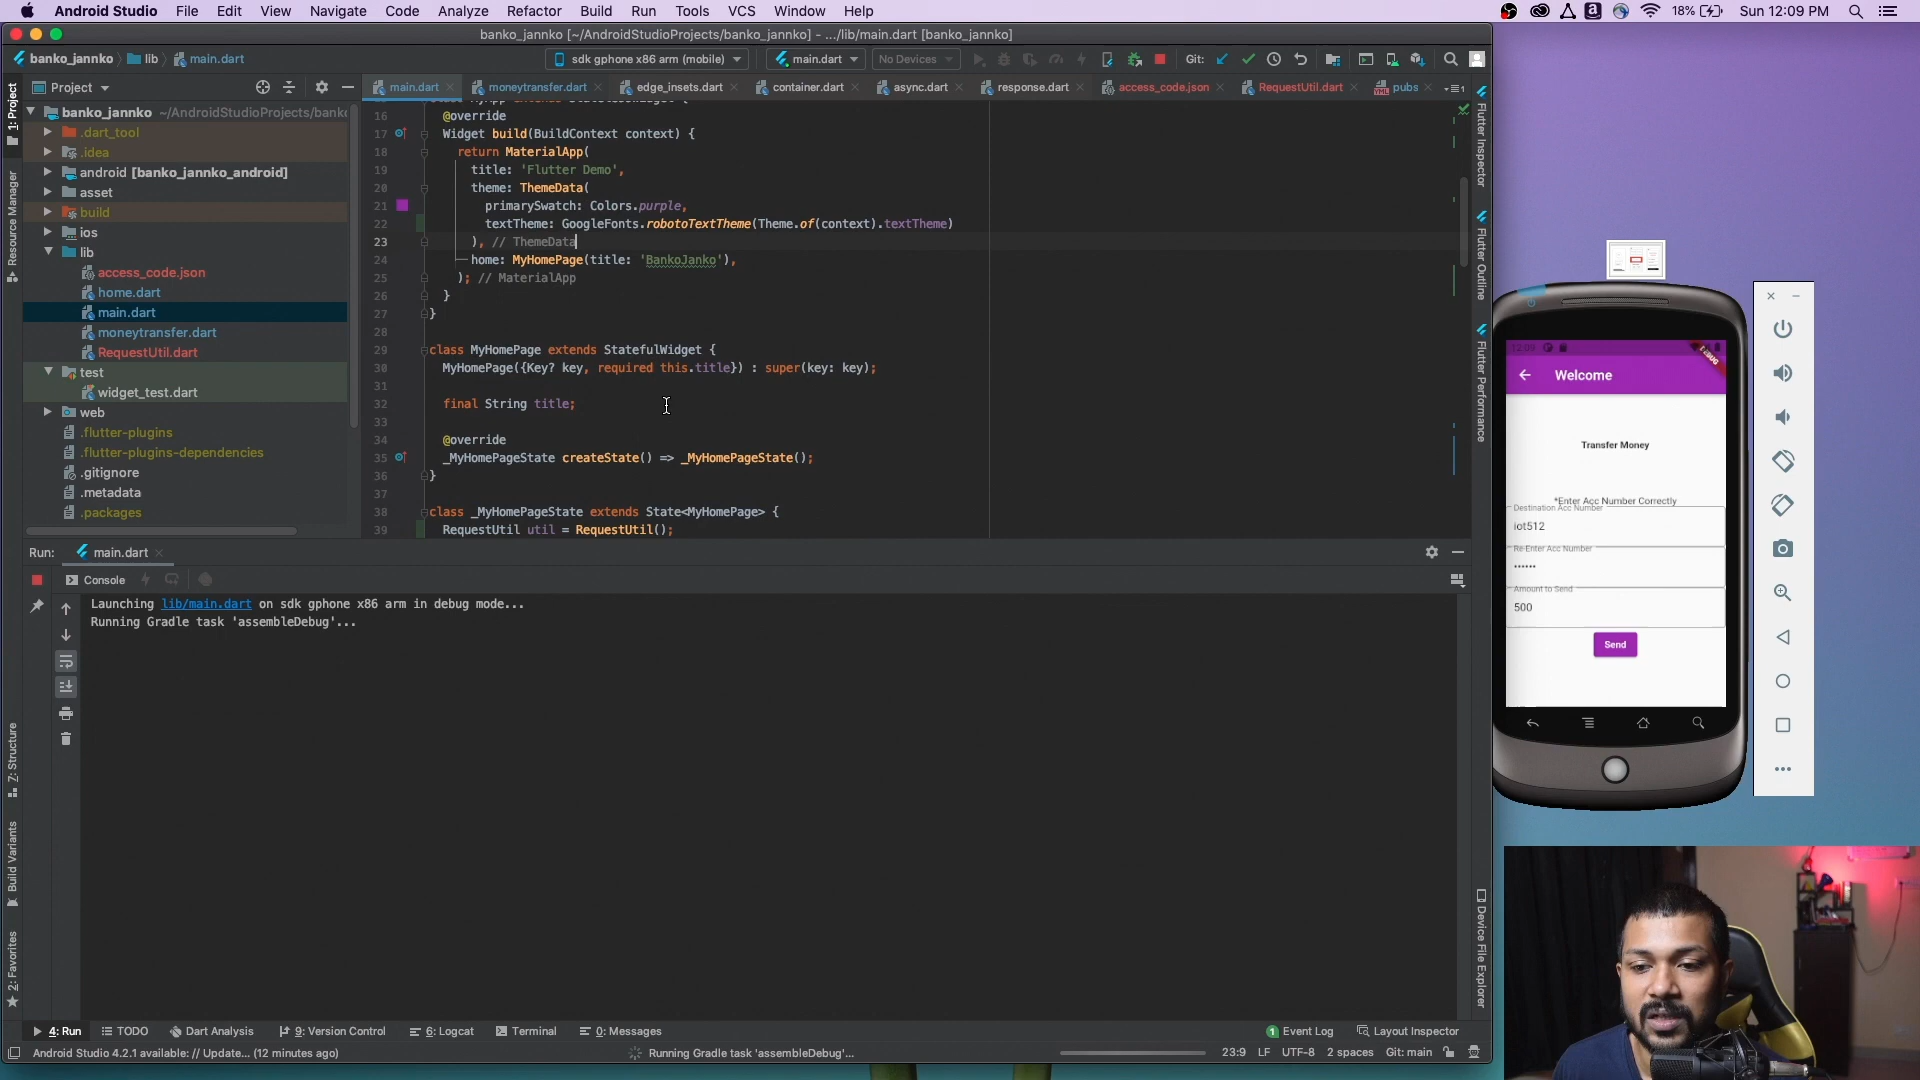 Android Studio File Edit View Navigate Code Analyze Refactor Build Run Tools VCS Window Help
18% Sun 12:09 PM
banko_jannko [~/AndroidStudioProjects/banko_jannko] - .../lib/main.dart [banko_jannko]
banko_jannko lib main.dart
sdk gphone x86 arm (mobile) main.dart No Devices Git:
Project
main.dart moneytransfer.dart edge_insets.dart container.dart async.dart response.dart access_code.json RequestUtil.dart pubs
banko_jannko ~/AndroidStudioProjects/bank
.dart_tool
.idea
android [banko_jannko_android]
asset
build
ios
lib
access_code.json
home.dart
main.dart
moneytransfer.dart
RequestUtil.dart
test
widget_test.dart
web
.flutter-plugins
.flutter-plugins-dependencies
.gitignore
.metadata
.packages
16 @override
17 Widget build(BuildContext context) {
18 return MaterialApp(
19 title: 'Flutter Demo',
20 theme: ThemeData(
21 primarySwatch: Colors.purple,
22 textTheme: GoogleFonts.robotoTextTheme(Theme.of(context).textTheme)
23 ), // ThemeData
24 home: MyHomePage(title: 'BankoJanko'),
25 ); // MaterialApp
26 }
27 }
28
29 class MyHomePage extends StatefulWidget {
30 MyHomePage({Key? key, required this.title}) : super(key: key);
31
32 final String title;
33
34 @override
35 _MyHomePageState createState() => _MyHomePageState();
36 }
37
38 class _MyHomePageState extends State<MyHomePage> {
39 RequestUtil util = RequestUtil();
1: Project
Resource Manager
7: Structure
Build Variants
2: Favorites
Flutter Inspector
Flutter Outline
Flutter Performance
Device File Explorer
Run: main.dart
Console
Launching lib/main.dart on sdk gphone x86 arm in debug mode...
Running Gradle task 'assembleDebug'...
4: Run TODO Dart Analysis 9: Version Control 6: Logcat Terminal 0: Messages
1 Event Log Layout Inspector
Android Studio 4.2.1 available: // Update... (12 minutes ago)
Running Gradle task 'assembleDebug'...
23:9 LF UTF-8 2 spaces Git: main
12:09
DEBUG
Welcome
Transfer Money
*Enter Acc Number Correctly
Destination Acc Number
iot512
Re-Enter Acc Number
••••••
Amount to Send
500
Send